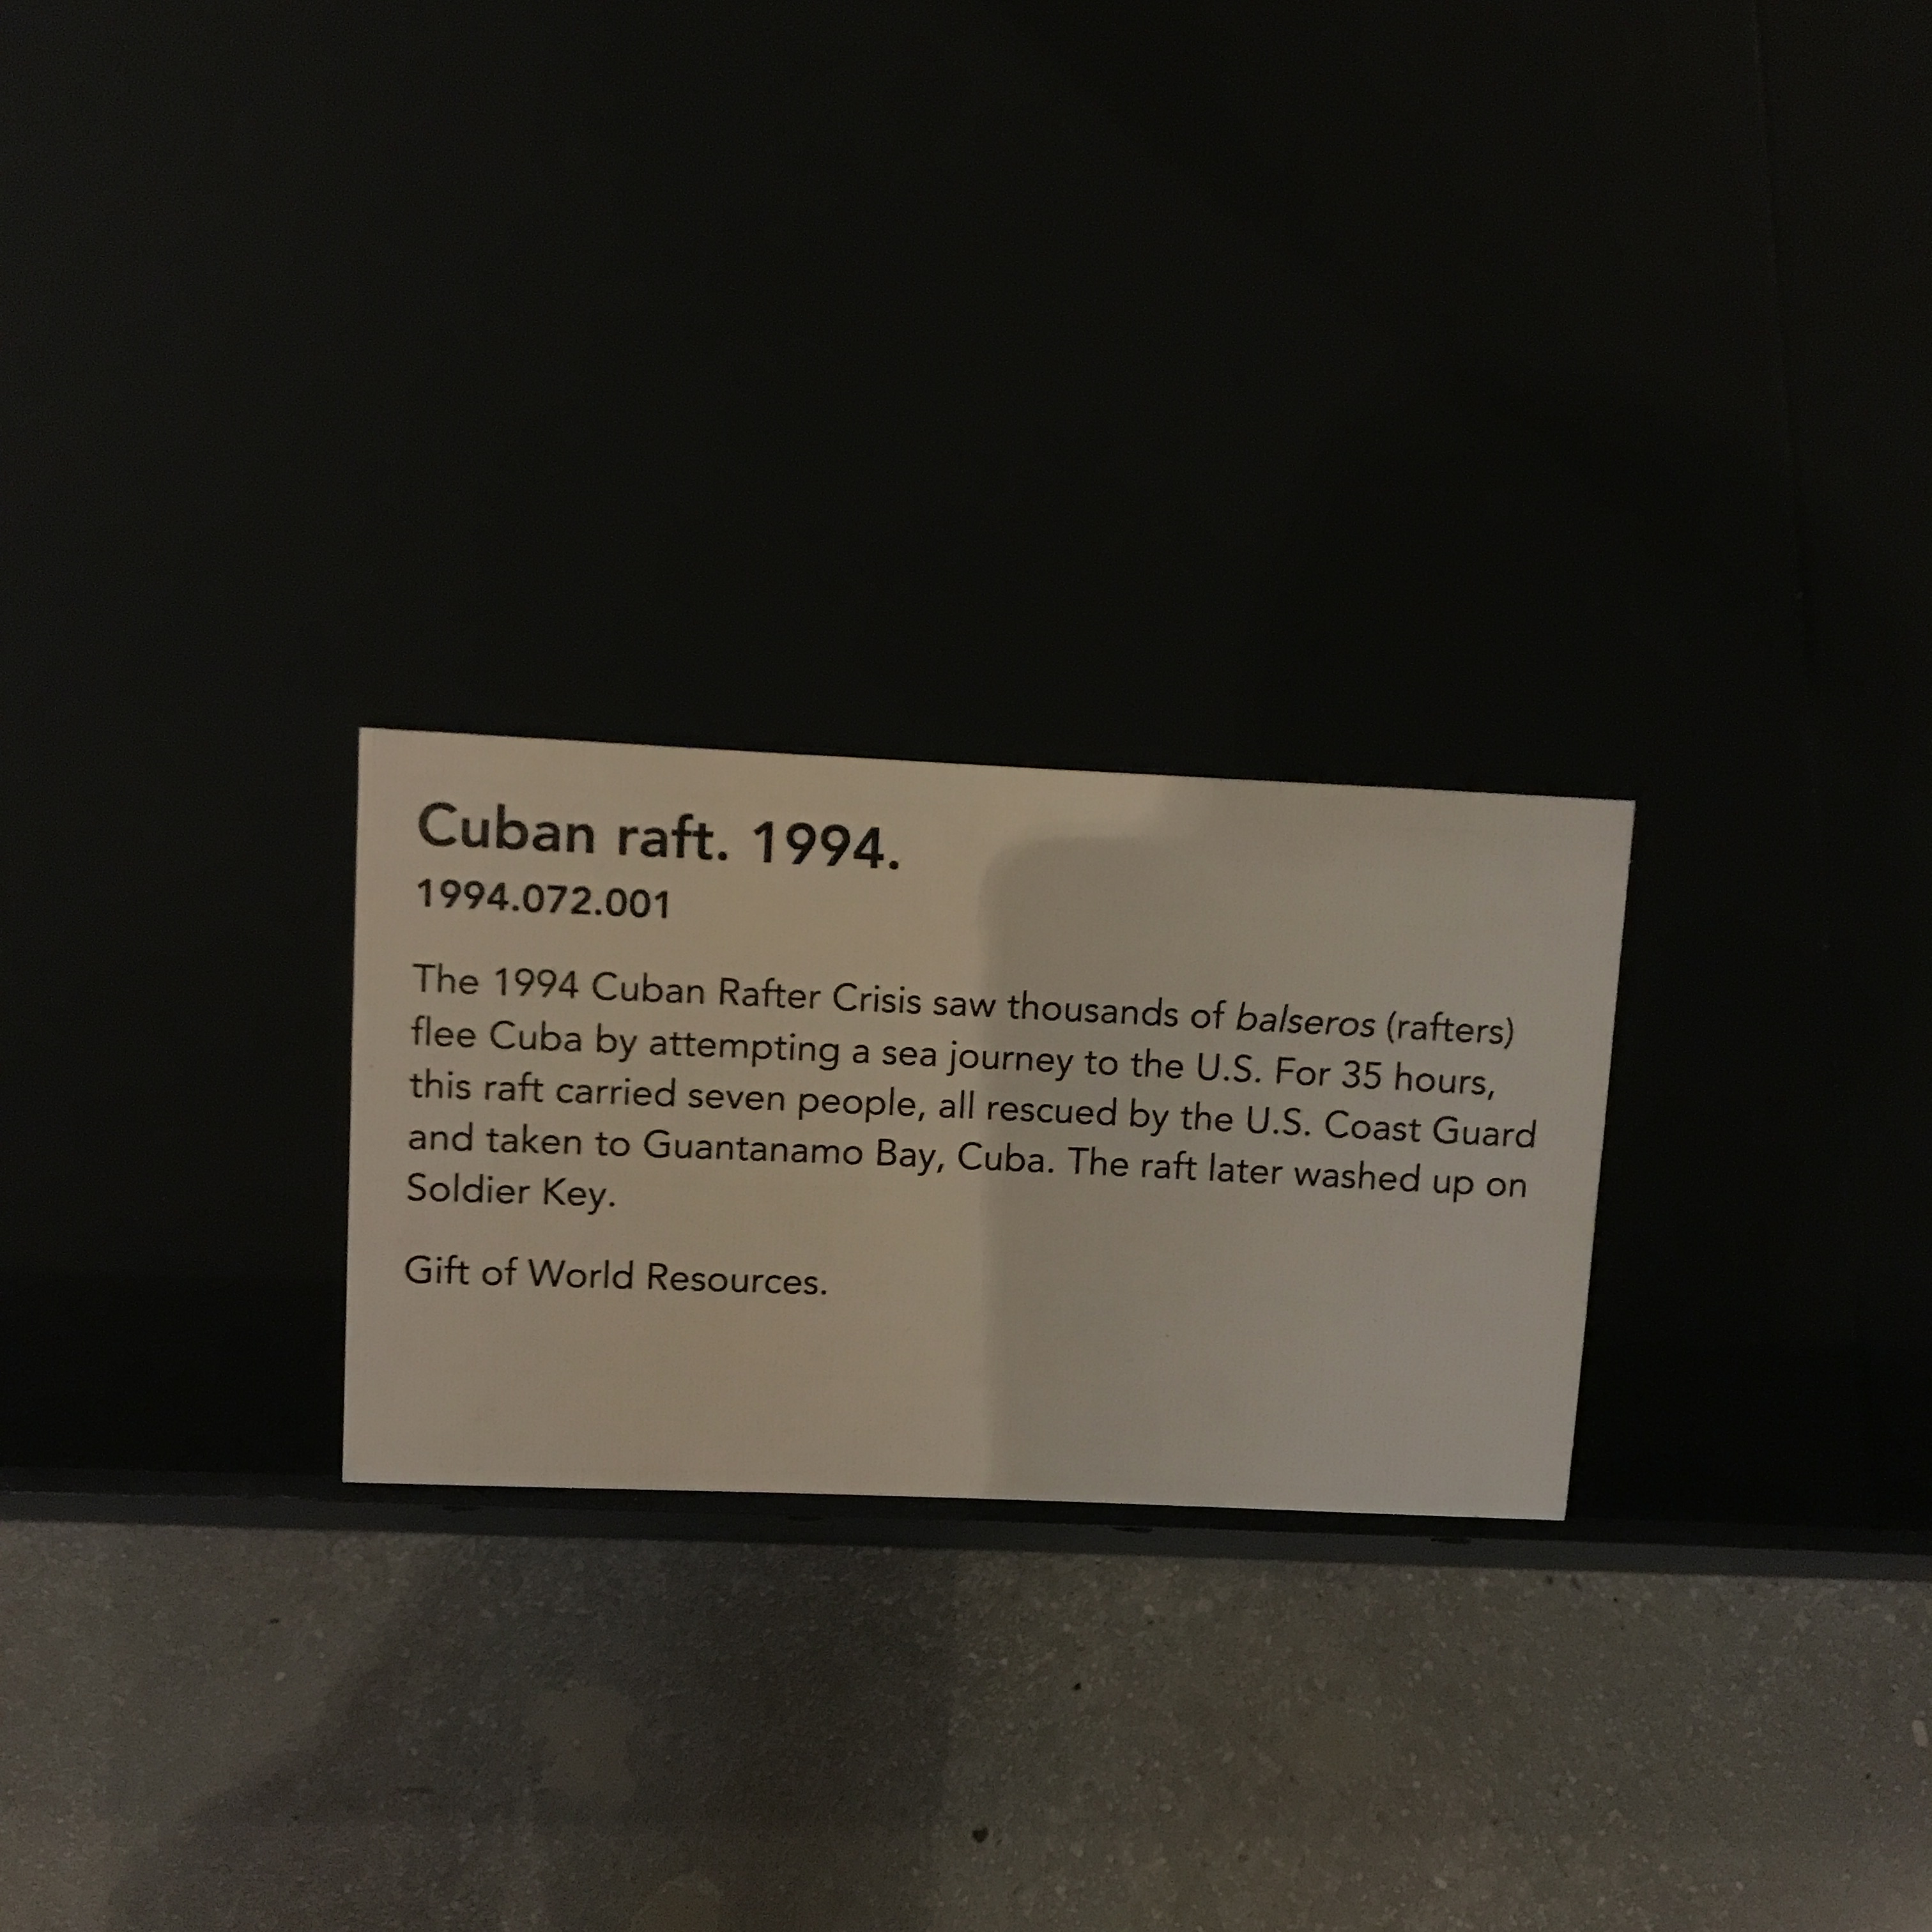 Cuban raft. 1994.
1994.072.001
The 1994 Cuban Rafter Crisis saw thousands of balseros (rafters)
flee Cuba by attempting a sea journey to the U.S. For 35 hours,
this raft carried seven people, all rescued by the U.S. Coast Guard
and taken to Guantanamo Bay, Cuba. The raft later washed up on
Soldier Key.
Gift of World Resources.